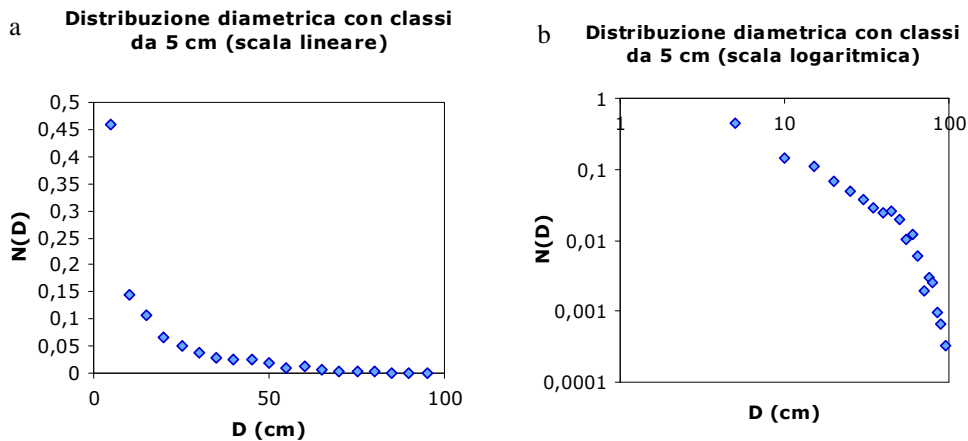 a
Distribuzione diametrica con classi
da 5 cm (scala lineare)
0,5
0,45
0,4
0,35
0,3
0,25
0,2
0,15
0,1
0,05
0
N(D)
0
50
100
D (cm)
b
Distribuzione diametrica con classi
da 5 cm (scala logaritmica)
1
0,1
0,01
0,001
0,0001
N(D)
1
10
100
D (cm)